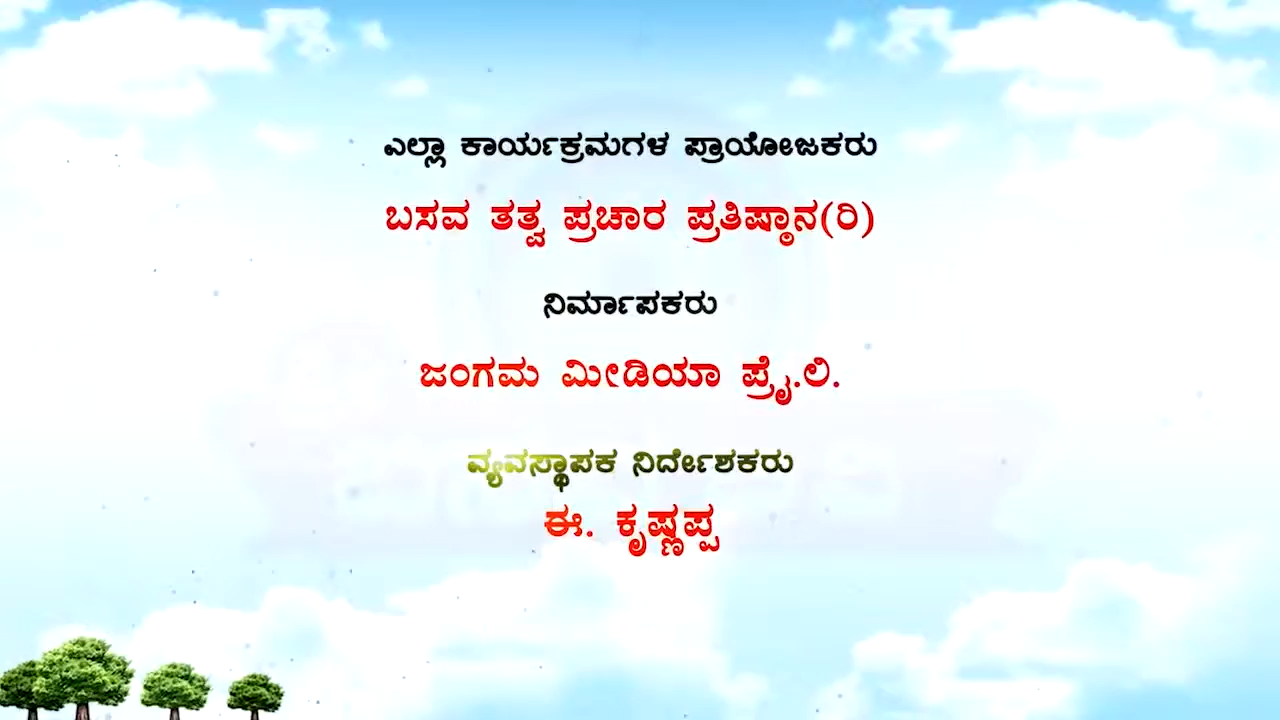 ಎಲ್ಲಾ ಕಾರ್ಯಕ್ರಮಗಳ ಪ್ರಾಯೋಜಕರು
ಬಸವ ತತ್ವ ಪ್ರಚಾರ ಪ್ರತಿಷ್ಠಾನ(ರಿ)
ನಿರ್ಮಾಪಕರು
ಜಂಗಮ ಮೀಡಿಯಾ ಪ್ರೈ.ಲಿ.
ವ್ಯವಸ್ಥಾಪಕ ನಿರ್ದೇಶಕರು
ಈ. ಕೃಷ್ಣಪ್ಪ